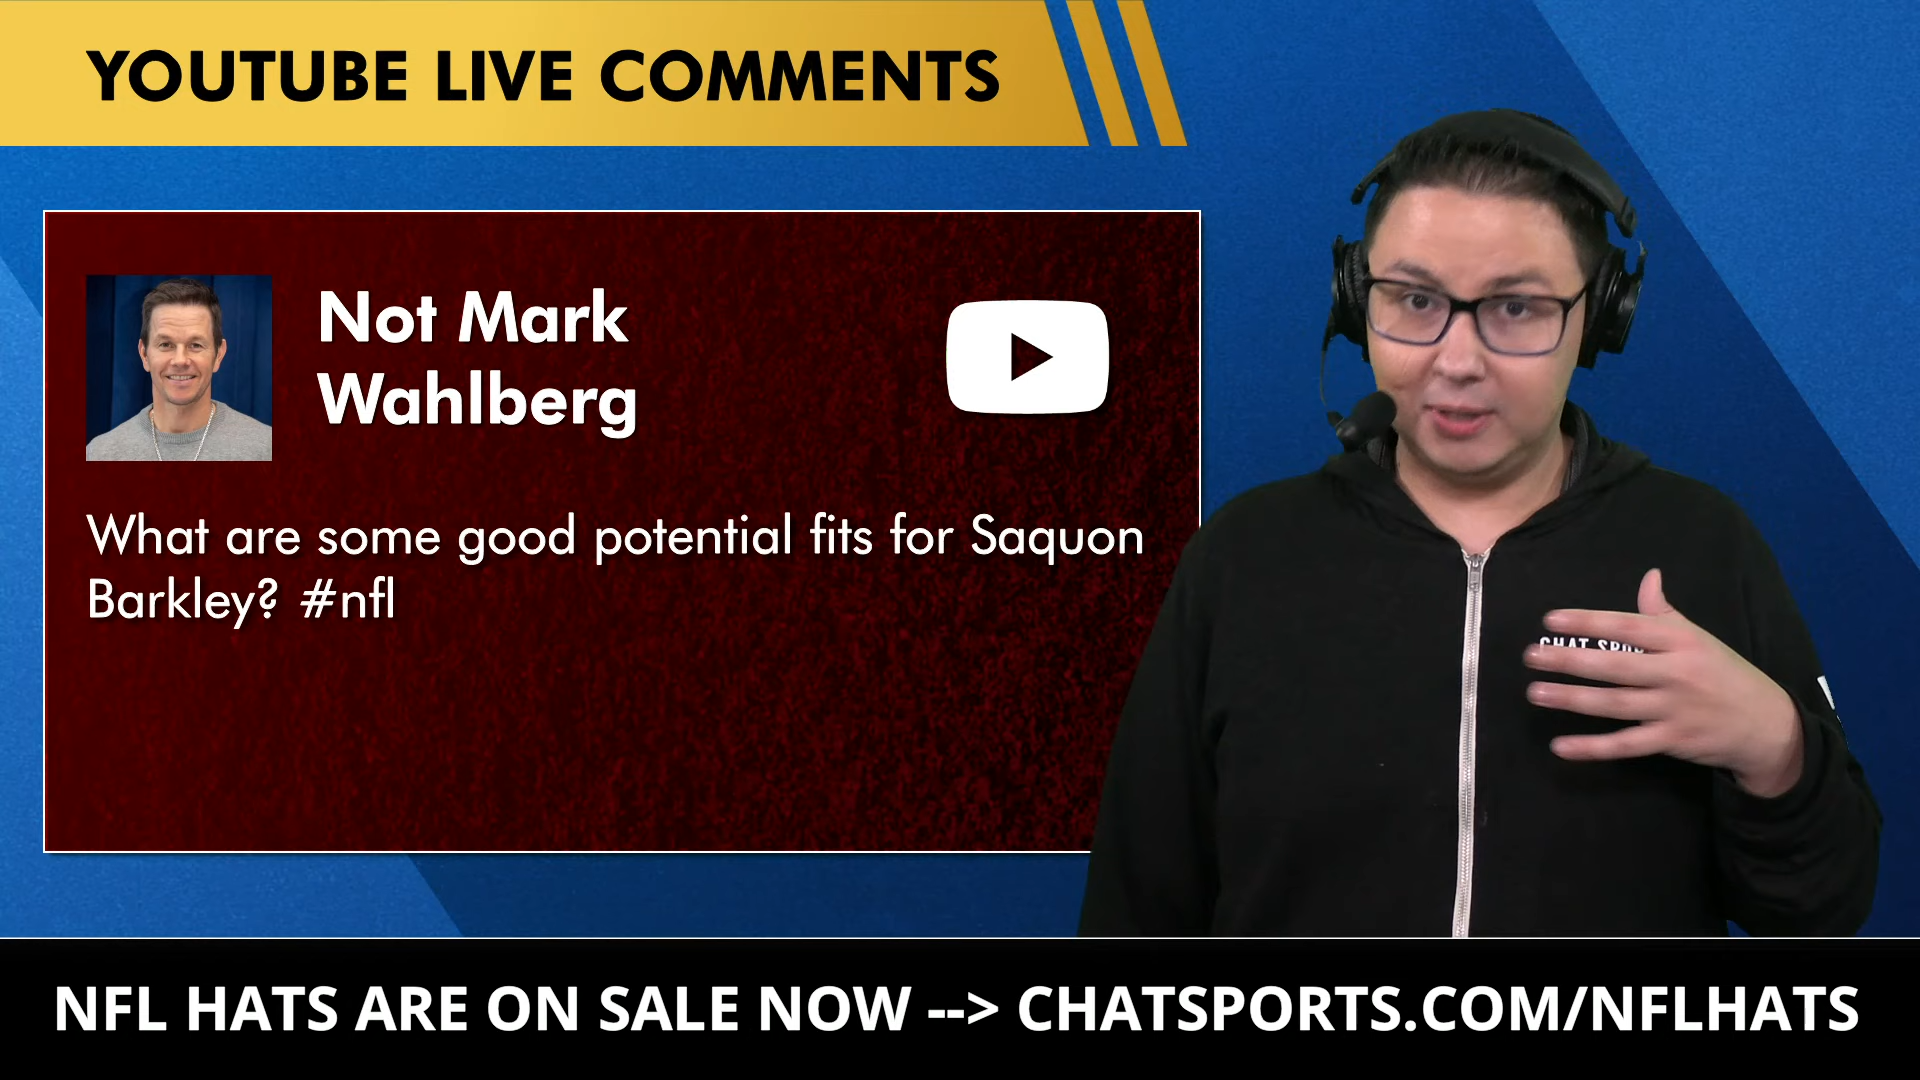 YOUTUBE LIVE COMMENTS
Not Mark
Wahlberg
What are some good potential fits for Saquon
Barkley? #nfl
CHAT
NFL HATS ARE ON SALE NOW --> CHATSPORTS.COM/NFLHATS